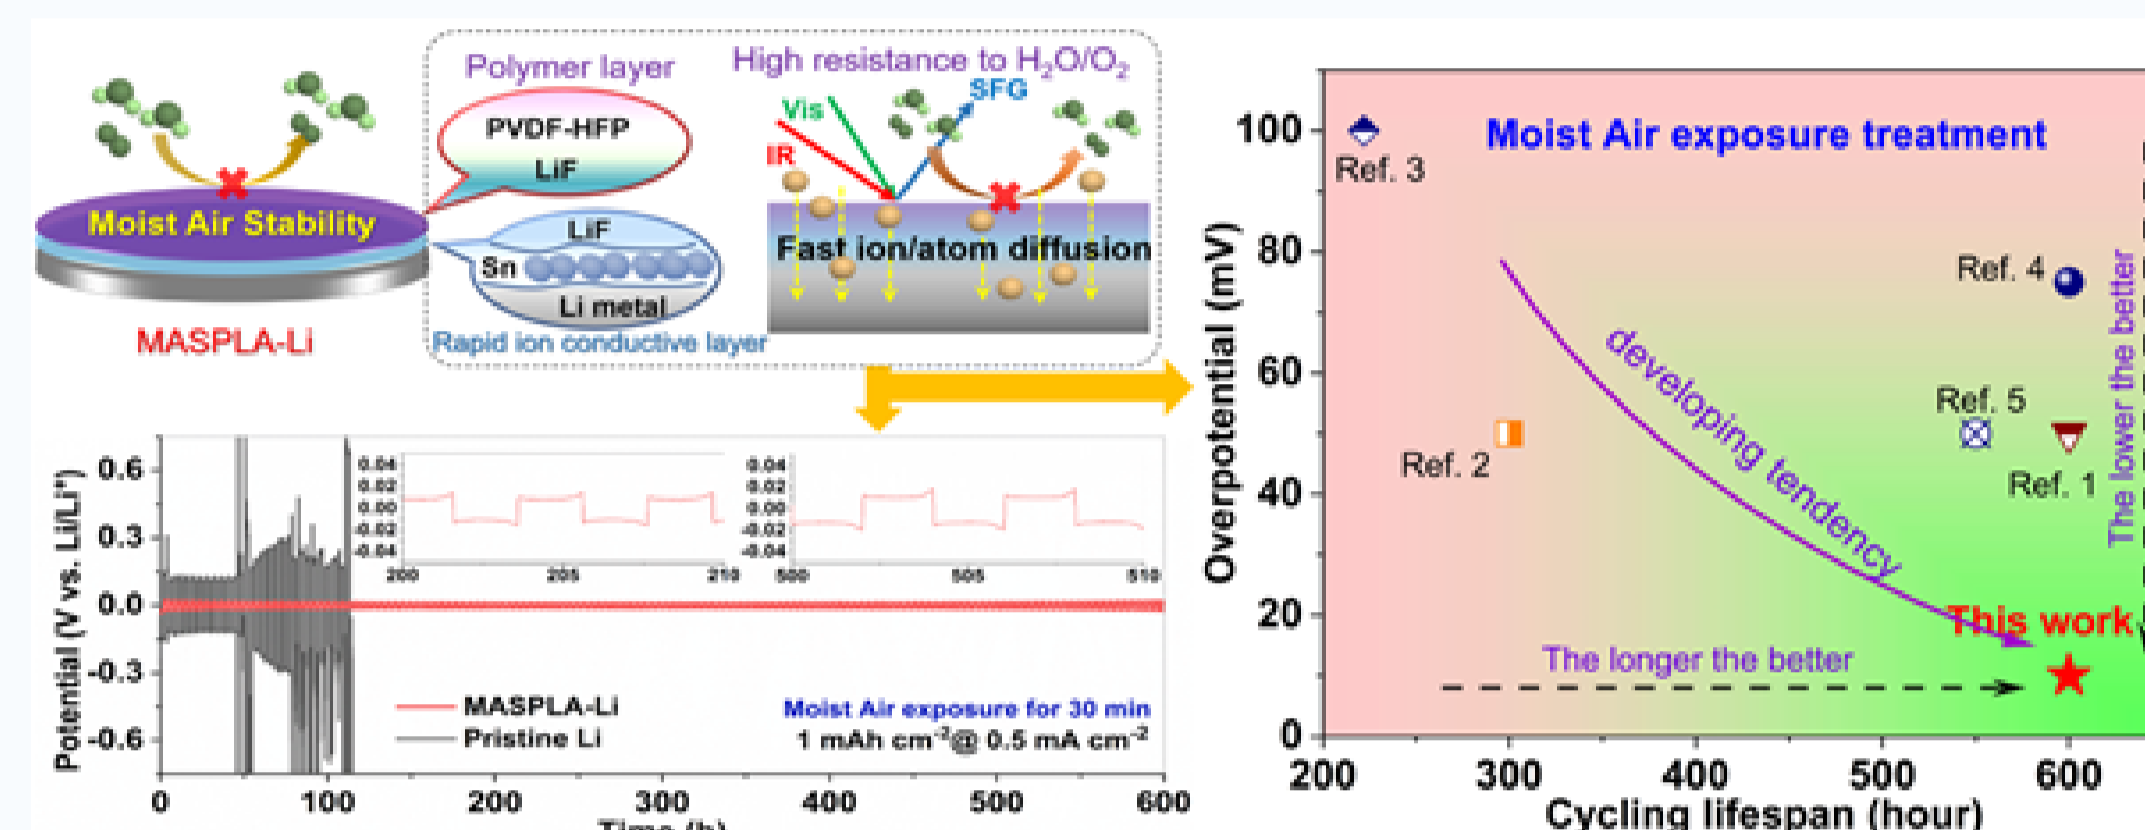 Polymer layer
PVDF-HFP
LiF
LiF
Sn
Li metal
Rapid ion conductive layer
Moist Air Stability
MASPLA-Li
High resistance to H₂O/O₂
SFG
Vis
IR
Fast ion/atom diffusion
Potential (V vs. Li/Li⁺)
0.6
0.3
0.0
-0.3
-0.6
0 100 200 300 400 500 600
Time (h)
0.04
0.02
0.00
-0.02
-0.04
200 205 210
0.04
0.02
0.00
-0.02
-0.04
500 505 510
MASPLA-Li
Pristine Li
Moist Air exposure for 30 min
1 mAh cm⁻²@ 0.5 mA cm⁻²
Overpotential (mV)
100
80
60
40
20
0
200 300 400 500 600
Cycling lifespan (hour)
Moist Air exposure treatment
Ref. 3
Ref. 4
Ref. 5
Ref. 2
Ref. 1
developing tendency
This work
The longer the better
The lower the better